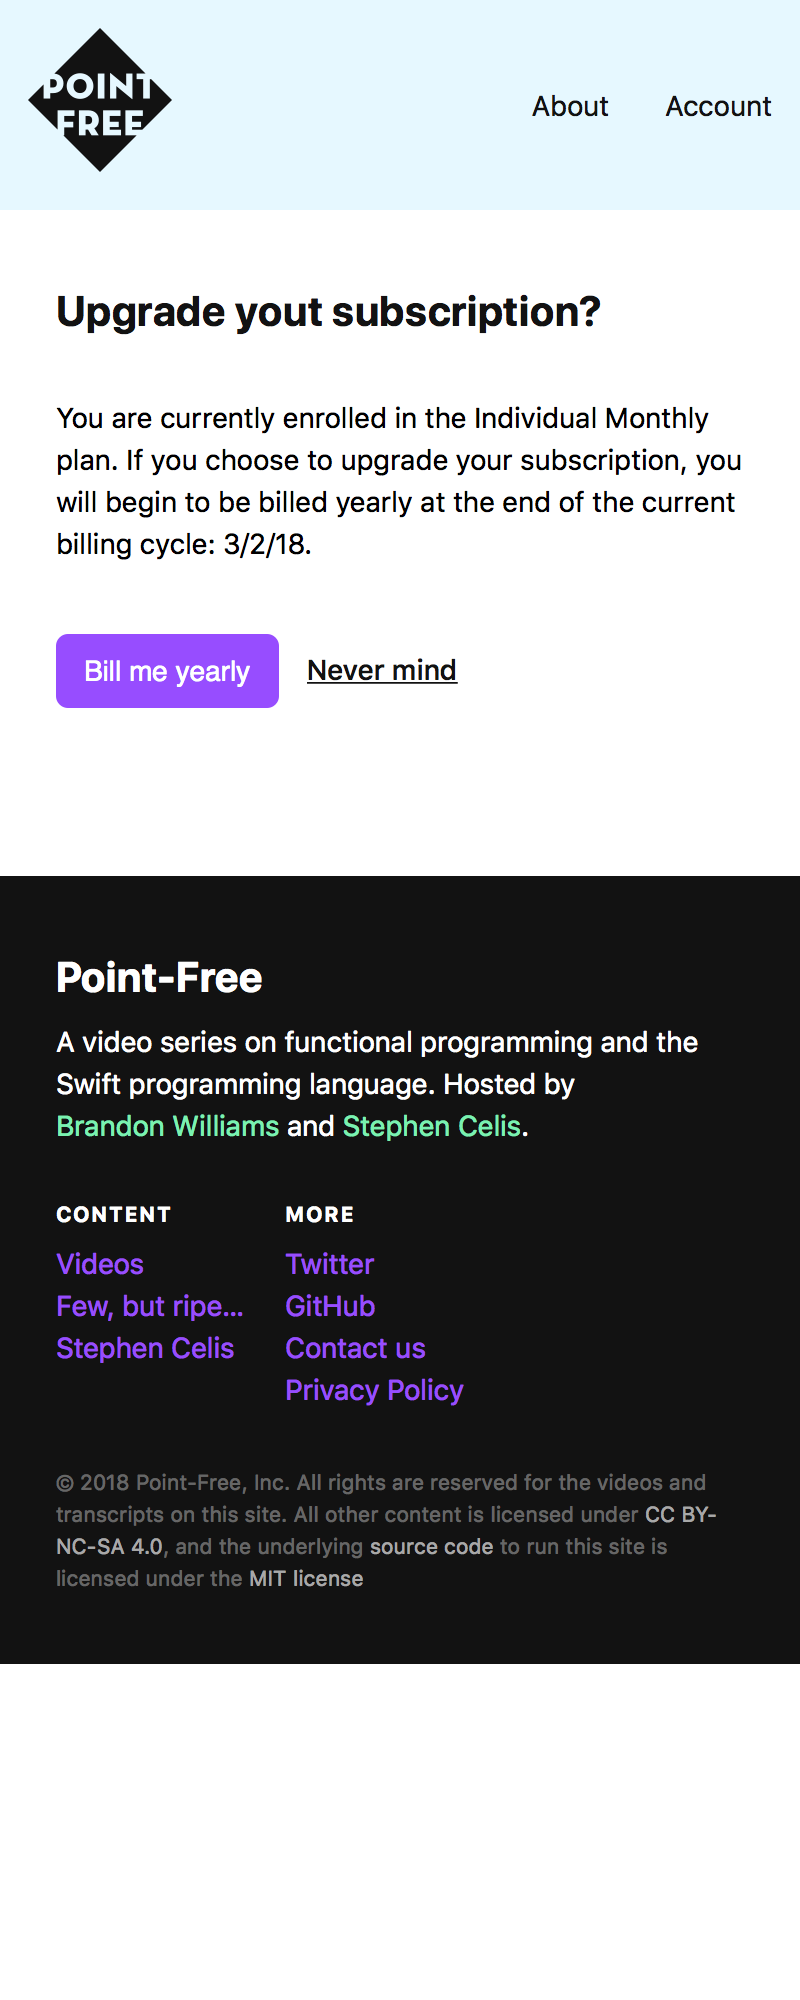 POINT
FREE
About Account
Upgrade yout subscription?
You are currently enrolled in the Individual Monthly
plan. If you choose to upgrade your subscription, you
will begin to be billed yearly at the end of the current
billing cycle: 3/2/18.
Bill me yearly Never mind
Point-Free
A video series on functional programming and the
Swift programming language. Hosted by
Brandon Williams and Stephen Celis.
CONTENT
Videos
Few, but ripe...
Stephen Celis
MORE
Twitter
GitHub
Contact us
Privacy Policy
© 2018 Point-Free, Inc. All rights are reserved for the videos and
transcripts on this site. All other content is licensed under CC BY-
NC-SA 4.0, and the underlying source code to run this site is
licensed under the MIT license